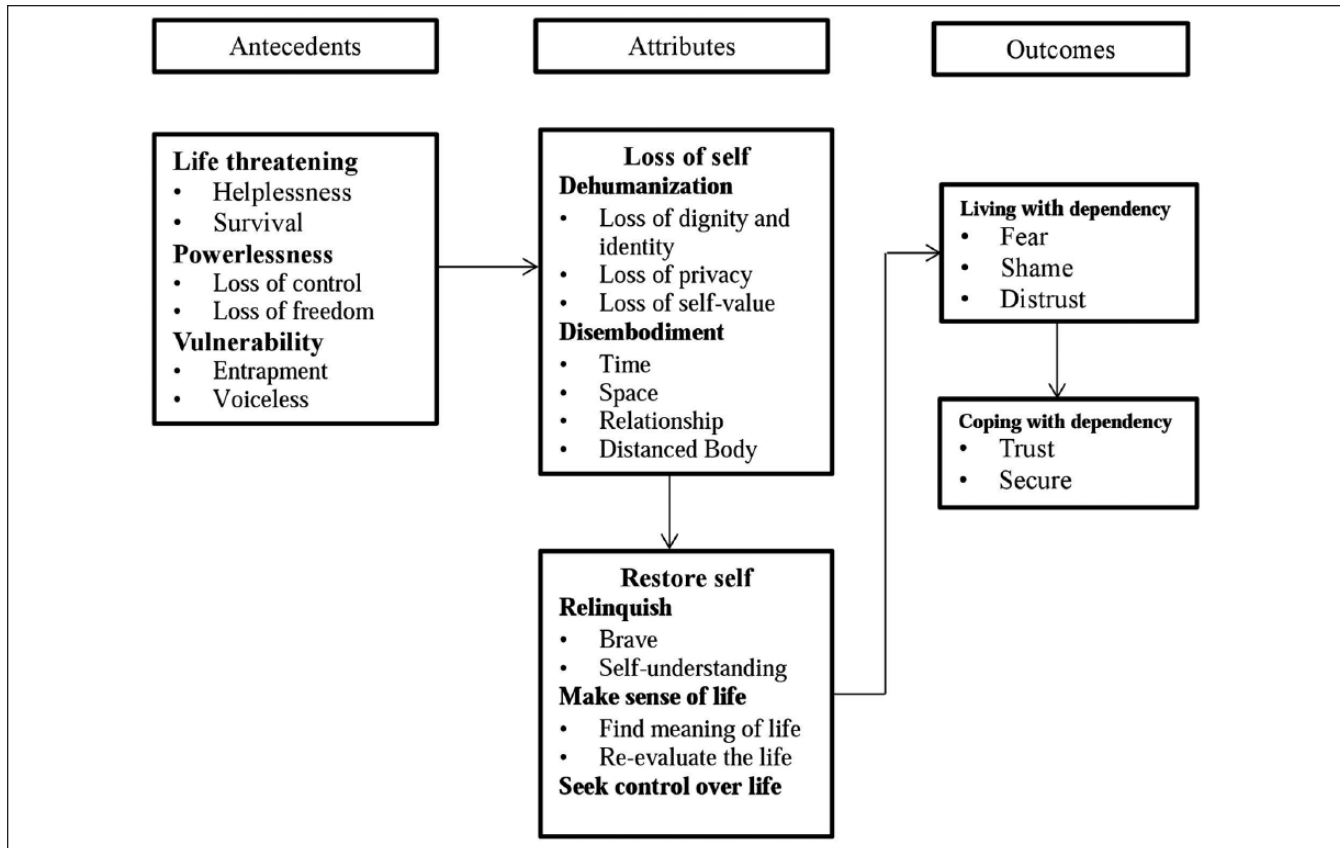 Antecedents
Attributes
Outcomes
Life threatening
• Helplessness
• Survival
Powerlessness
• Loss of control
• Loss of freedom
Vulnerability
• Entrapment
• Voiceless
Loss of self
Dehumanization
• Loss of dignity and
identity
• Loss of privacy
• Loss of self-value
Disembodiment
• Time
• Space
• Relationship
• Distanced Body
Restore self
Relinquish
• Brave
• Self-understanding
Make sense of life
• Find meaning of life
• Re-evaluate the life
Seek control over life
Living with dependency
• Fear
• Shame
• Distrust
Coping with dependency
• Trust
• Secure